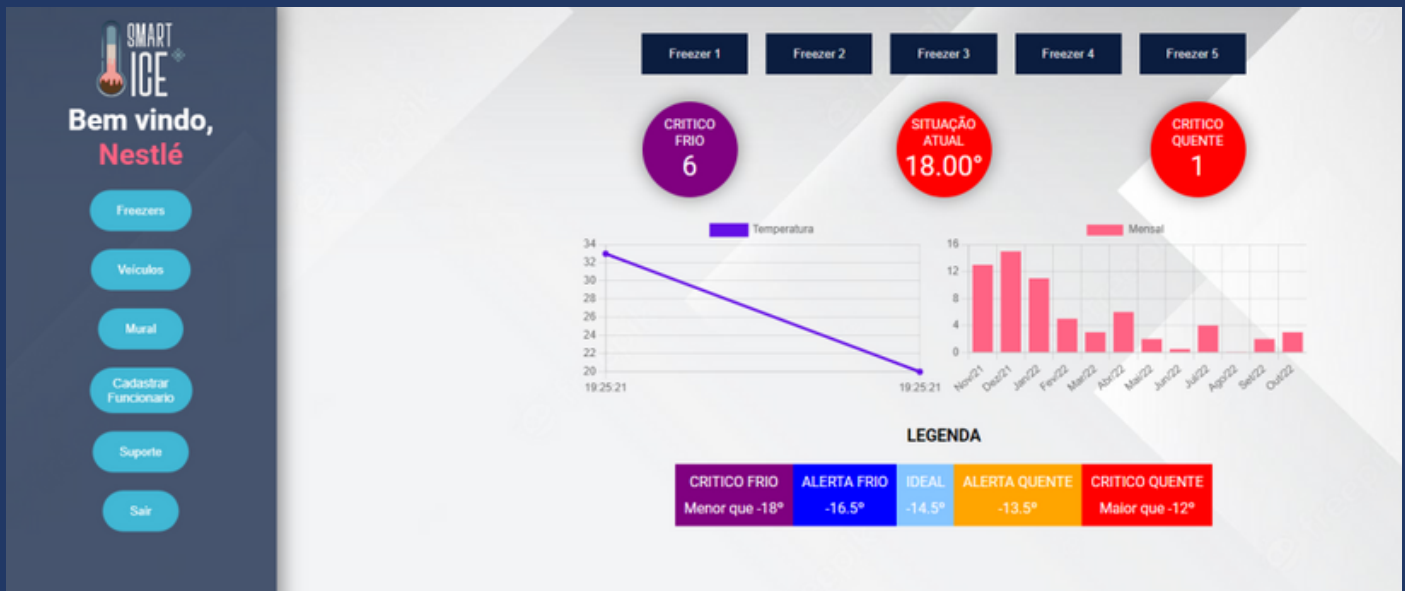 SMART
ICE
Bem vindo,
Nestlé
Freezers
Veículos
Mural
Cadastrar
Funcionario
Suporte
Sair
Freezer 1
Freezer 2
Freezer 3
Freezer 4
Freezer 5
CRITICO
FRIO
6
SITUAÇÃO
ATUAL
18.00°
CRITICO
QUENTE
1
Temperatura
34
32
30
28
26
24
22
20
19:25:21
19:25:21
Mensal
16
12
8
4
0
Nov/21
Dez/21
Jan/22
Fev/22
Mar/22
Abr/22
Mai/22
Jun/22
Jul/22
Ago/22
Set/22
Out/22
LEGENDA
CRITICO FRIO
Menor que -18º
ALERTA FRIO
-16.5º
IDEAL
-14.5º
ALERTA QUENTE
-13.5º
CRITICO QUENTE
Maior que -12º